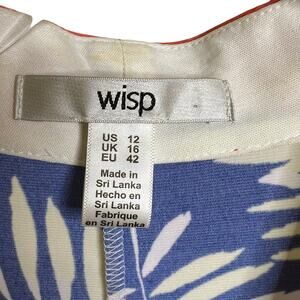 wisp
US 12
UK 16
EU 42
Made in
Sri Lanka
Hecho en
Sri Lanka
Fabrique
en
Sri Lanka